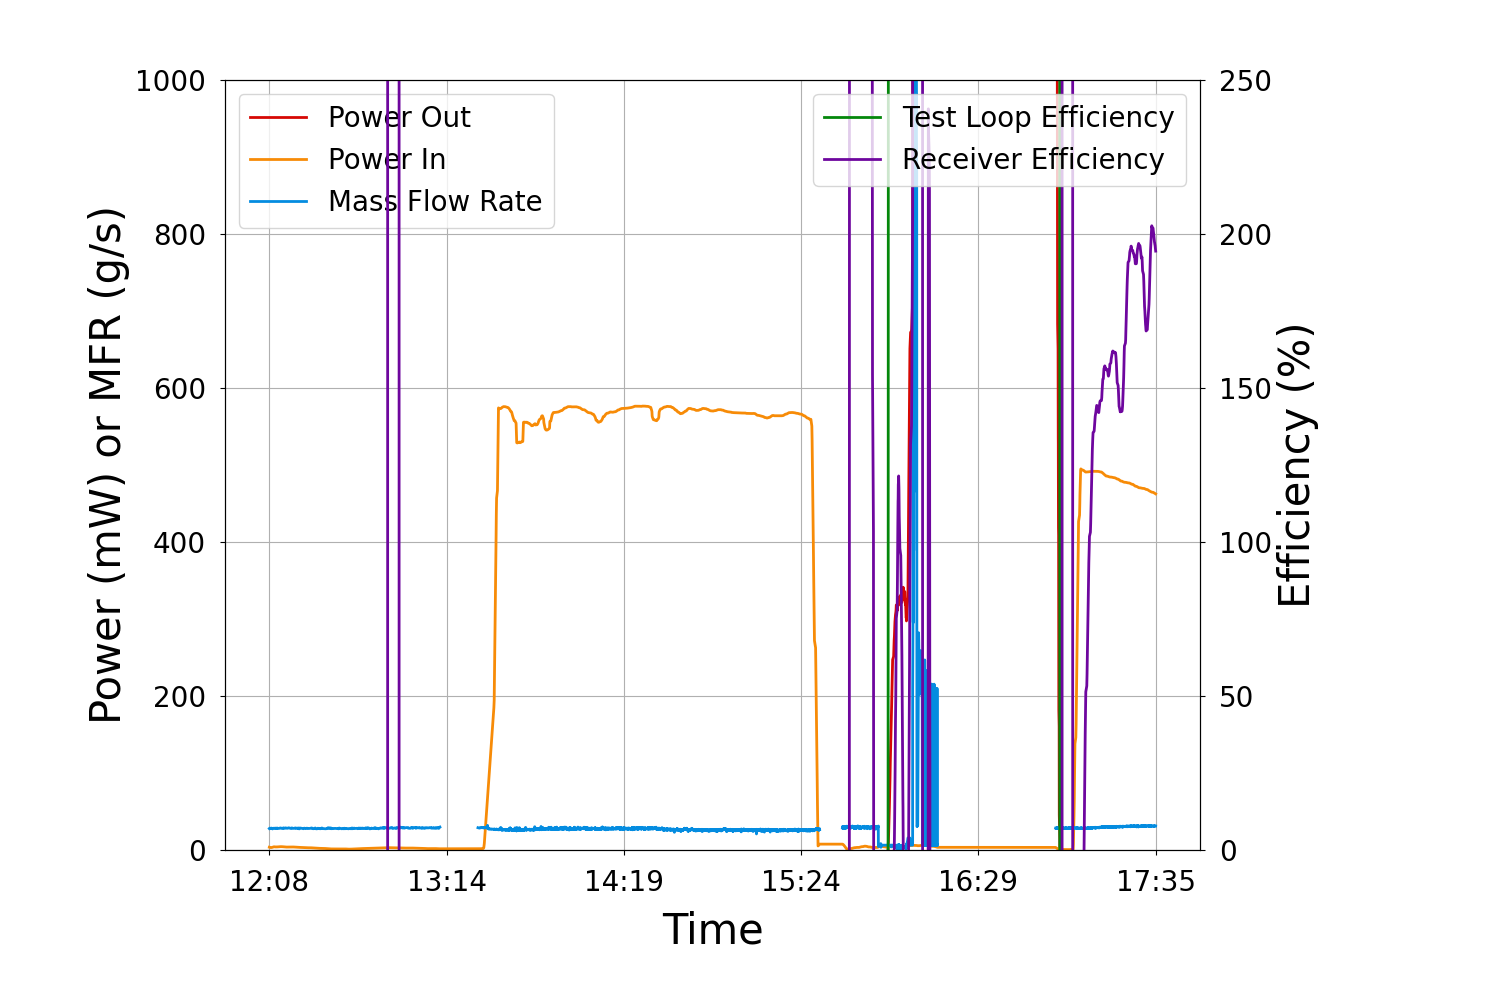 1000
800
600
400
200
0
Power (mW) or MFR (g/s)
Power Out
Power In
Mass Flow Rate
Test Loop Efficiency
Receiver Efficiency
250
200
150
100
50
0
Efficiency (%)
12:08 13:14 14:19 15:24 16:29 17:35
Time